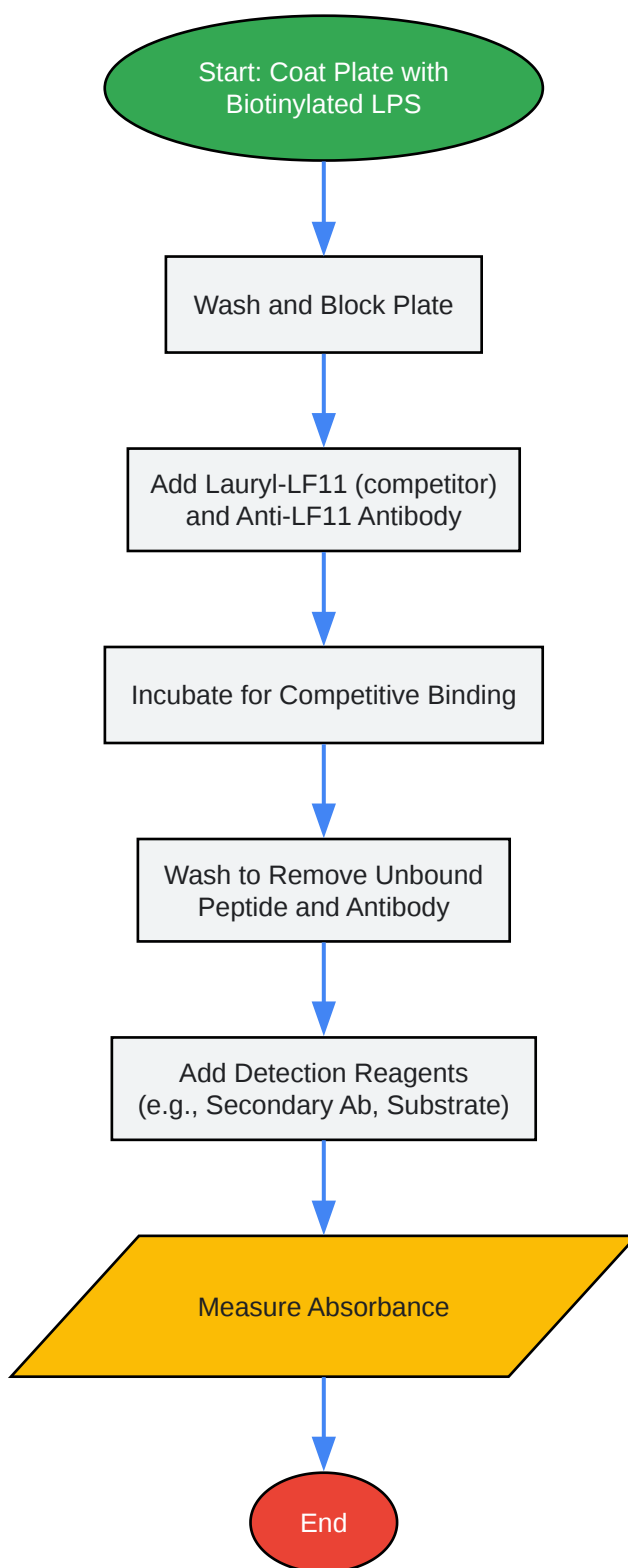 Start: Coat Plate with
Biotinylated LPS
Wash and Block Plate
Add Lauryl-LF11 (competitor)
and Anti-LF11 Antibody
Incubate for Competitive Binding
Wash to Remove Unbound
Peptide and Antibody
Add Detection Reagents
(e.g., Secondary Ab, Substrate)
Measure Absorbance
End